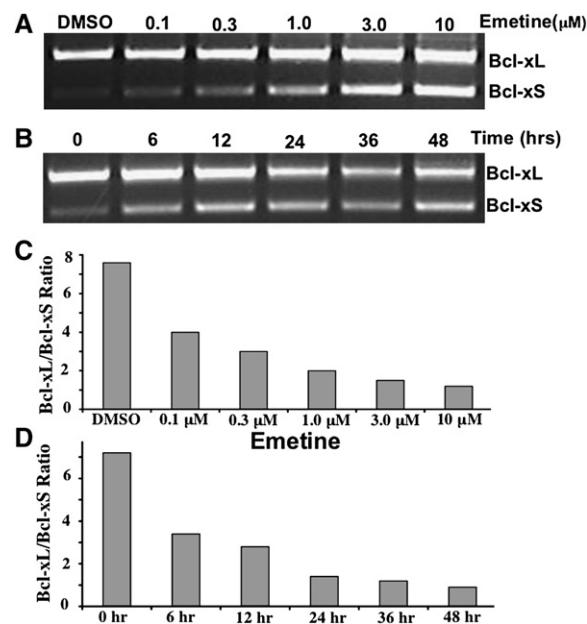 A
DMSO 0.1 0.3 1.0 3.0 10 Emetine(µM)
Bcl-xL
Bcl-xS
B
0 6 12 24 36 48 Time (hrs)
Bcl-xL
Bcl-xS
C
Bcl-xL/Bcl-xS Ratio
8
6
4
2
0
DMSO 0.1 µM 0.3 µM 1.0 µM 3.0 µM 10 µM
Emetine
D
Bcl-xL/Bcl-xS Ratio
6
4
2
0
0 hr 6 hr 12 hr 24 hr 36 hr 48 hr